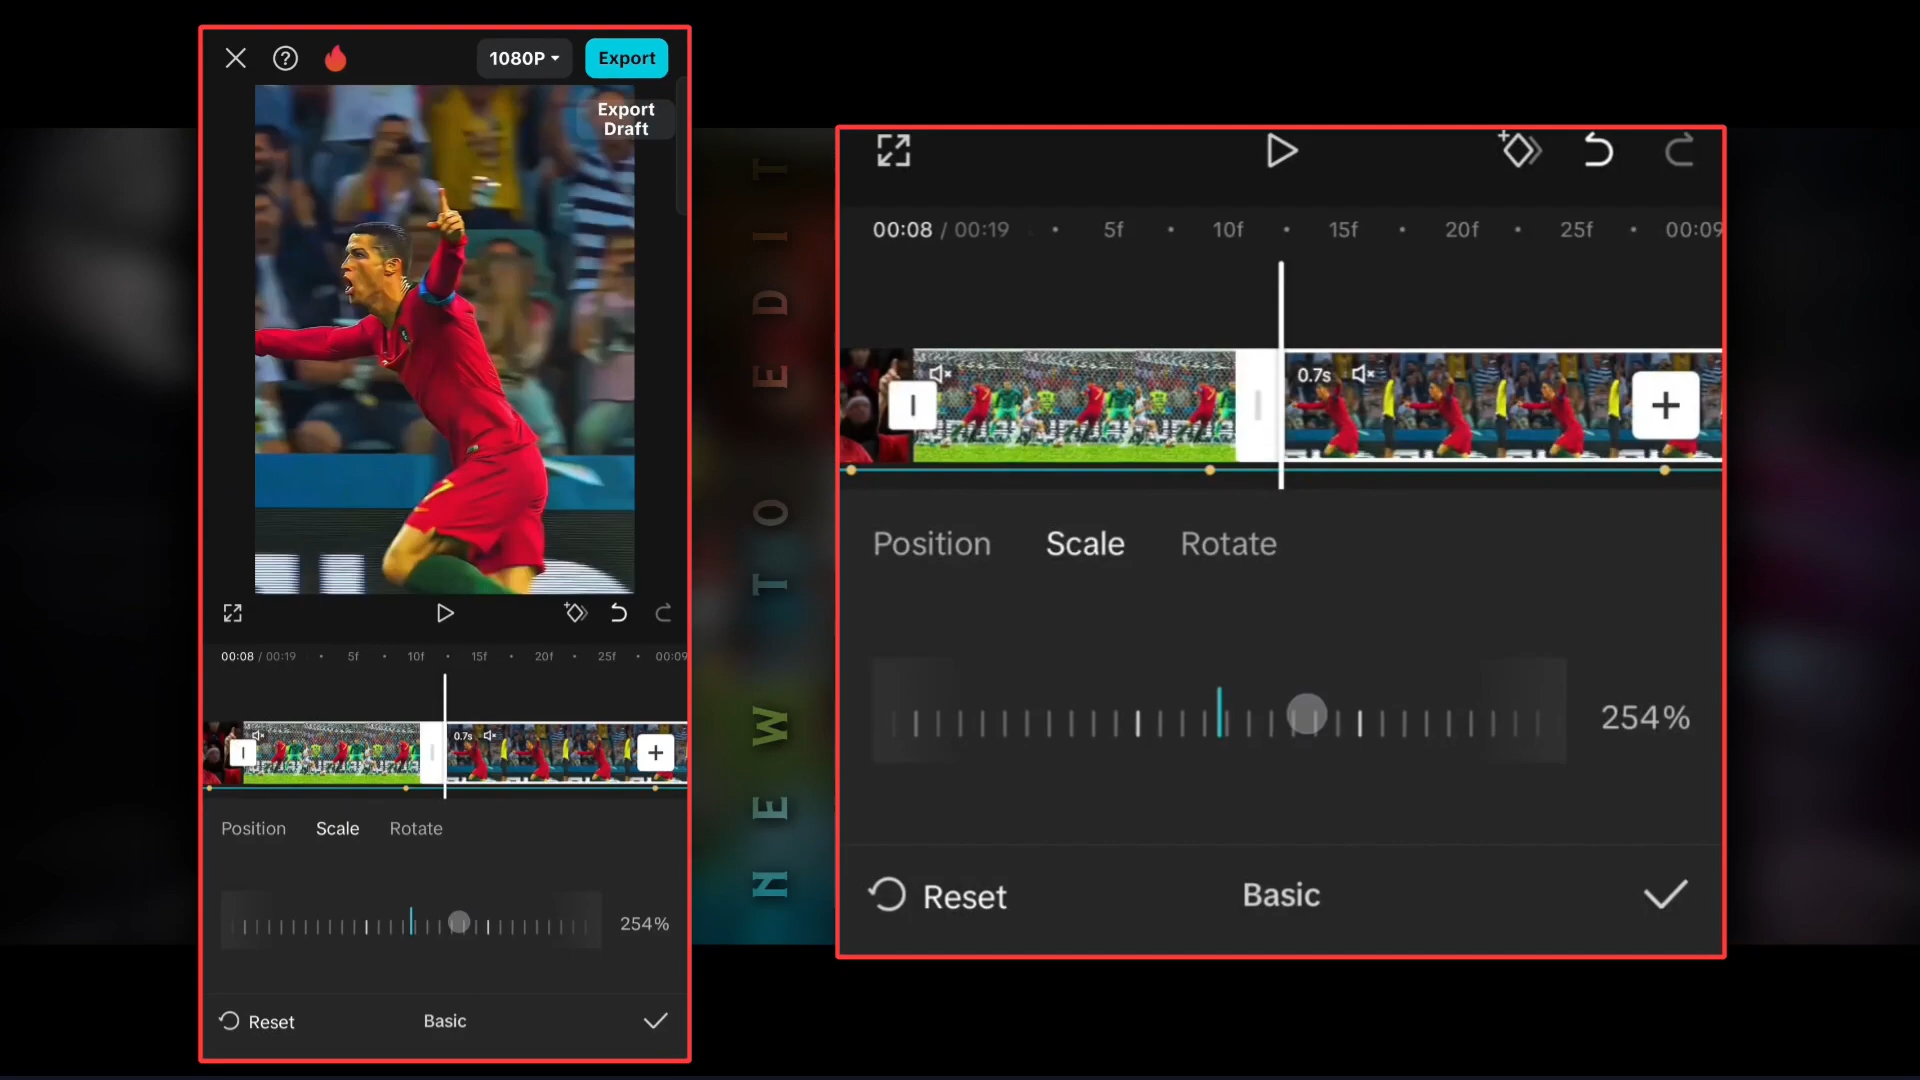 1080P
Export
Export
Draft
00:08 / 00:19 5f 10f 15f 20f 25f 00:09
0.7s
Position Scale Rotate
254%
Reset Basic
NEW TO EDIT
00:08 / 00:19 5f 10f 15f 20f 25f 00:09
0.7s
Position Scale Rotate
254%
Reset Basic